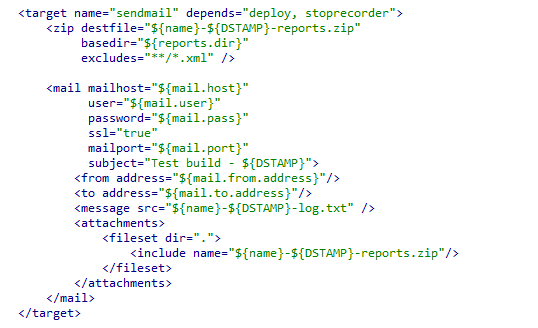 <target name="sendmail" depends="deploy, stoprecorder">
    <zip destfile="${name}-${DSTAMP}-reports.zip"
         basedir="${reports.dir}"
         excludes="**/*.xml" />
    <mail mailhost="${mail.host}"
          user="${mail.user}"
          password="${mail.pass}"
          ssl="true"
          mailport="${mail.port}"
          subject="Test build - ${DSTAMP}">
        <from address="${mail.from.address}"/>
        <to address="${mail.to.address}"/>
        <message src="${name}-${DSTAMP}-log.txt" />
        <attachments>
            <fileset dir=".">
                <include name="${name}-${DSTAMP}-reports.zip"/>
            </fileset>
        </attachments>
    </mail>
</target>